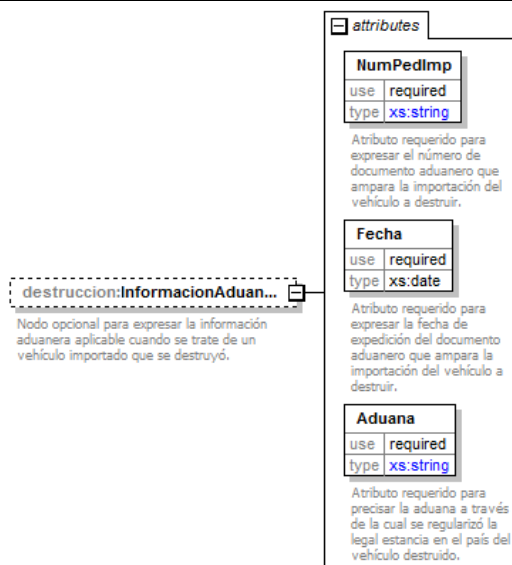 attributes
NumPedImp
use required
type xs:string
Atributo requerido para
expresar el número de
documento aduanero que
ampara la importación del
vehículo a destruir.
Fecha
use required
type xs:date
Atributo requerido para
expresar la fecha de
expedición del documento
aduanero que ampara la
importación del vehículo a
destruir.
destruccion:InformacionAduan...
Nodo opcional para expresar la información
aduanera aplicable cuando se trate de un
vehículo importado que se destruyó.
Aduana
use required
type xs:string
Atributo requerido para
precisar la aduana a través
de la cual se regularizó la
legal estancia en el país del
vehículo destruido.